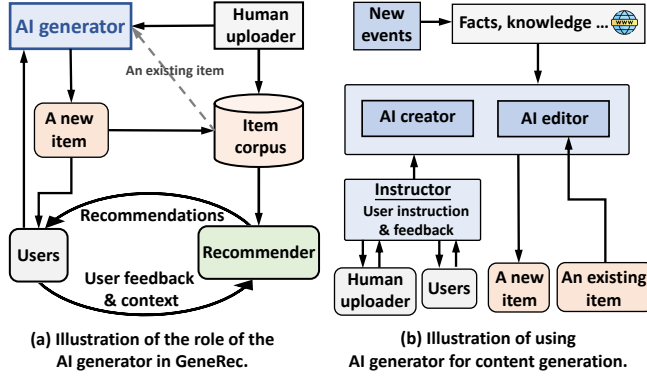 AI generator
Human
uploader
An existing item
A new
item
Item
corpus
Recommendations
Users
Recommender
User feedback
& context
(a) Illustration of the role of the
AI generator in GeneRec.
New
events
Facts, knowledge ...
WWW
AI creator
AI editor
Instructor
User instruction
& feedback
Human
uploader
Users
A new
item
An existing
item
(b) Illustration of using
AI generator for content generation.